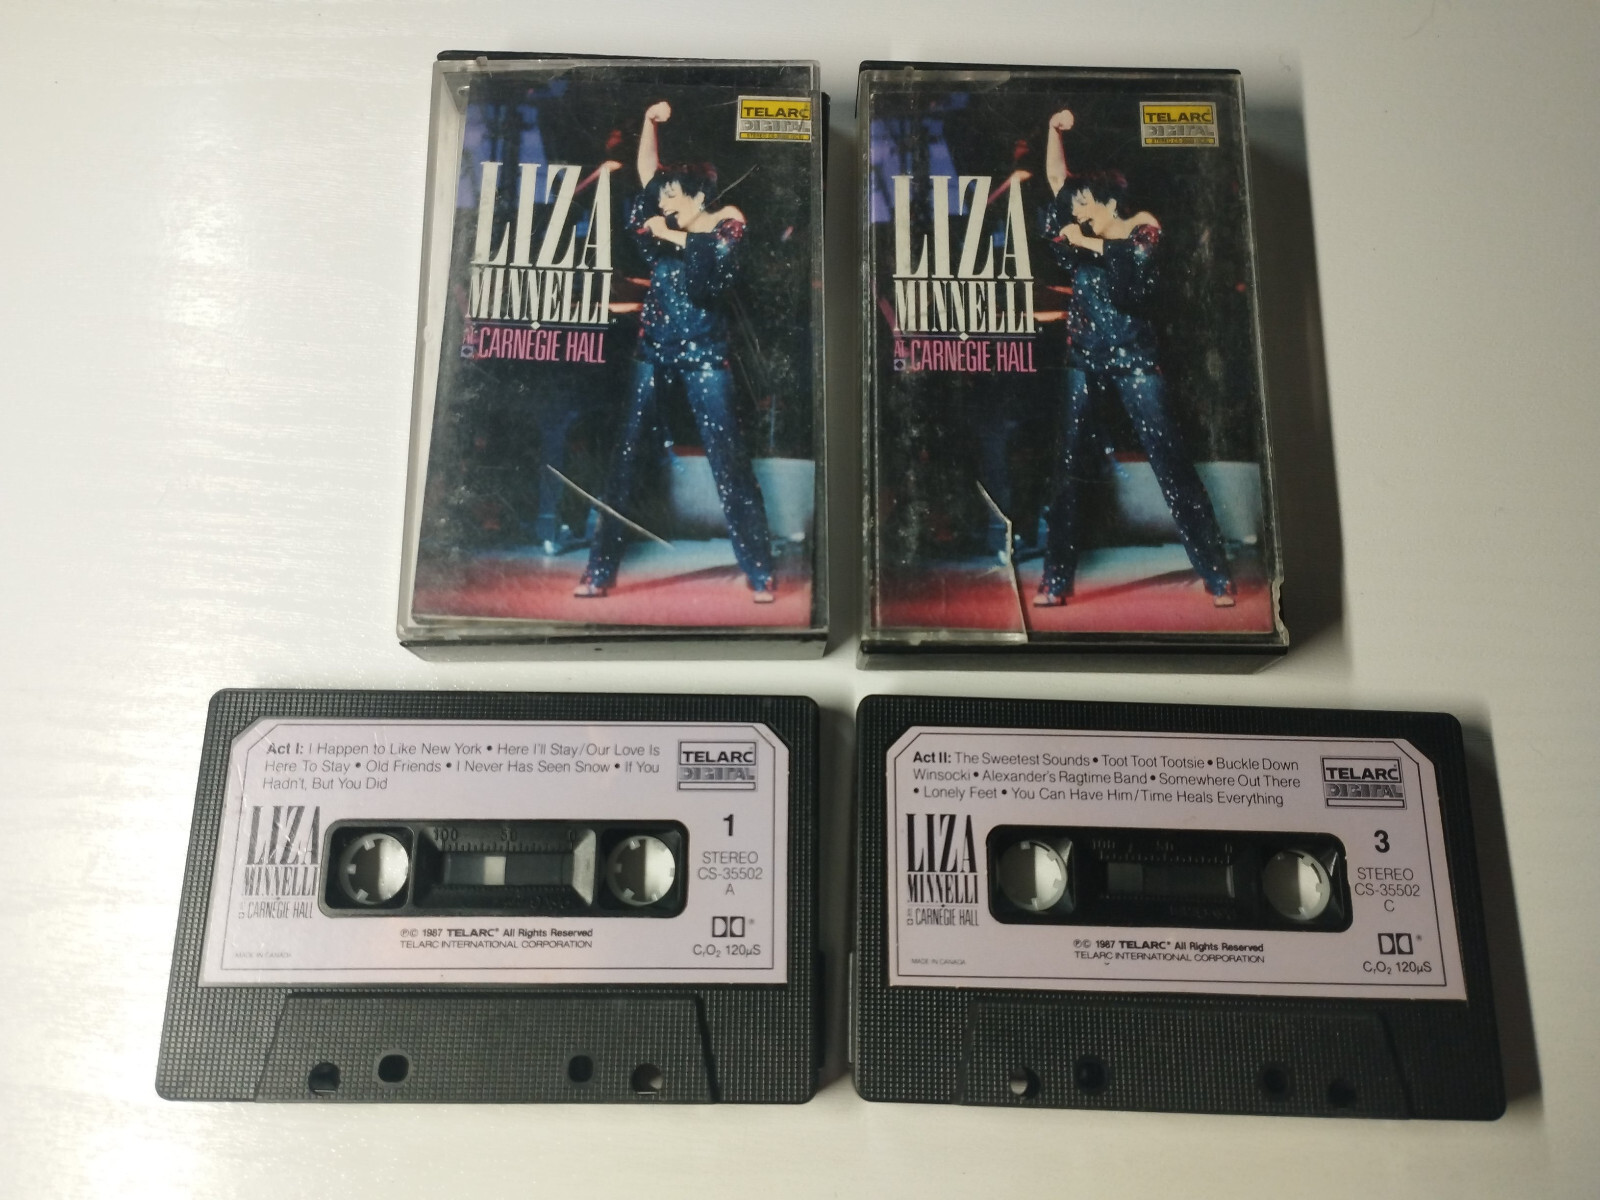 TELARC
DIGITAL
LIZA
MINNELLI
AT
CARNEGIE HALL
TELARC
DIGITAL
LIZA
MINNELLI
AT
CARNEGIE HALL
Act I: I Happen to Like New York • Here I'll Stay/Our Love Is
Here To Stay • Old Friends • I Never Has Seen Snow • If You
Hadn't, But You Did
TELARC®
DIGITAL
LIZA
MINNELLI
AT
CARNEGIE HALL
100 50 0
1
STEREO
CS-35502
A
℗© 1987 TELARC® All Rights Reserved
TELARC INTERNATIONAL CORPORATION
MADE IN CANADA
CrO2 120µS
Act II: The Sweetest Sounds • Toot Toot Tootsie • Buckle Down
Winsocki • Alexander's Ragtime Band • Somewhere Out There
• Lonely Feet • You Can Have Him/Time Heals Everything
TELARC®
DIGITAL
LIZA
MINNELLI
AT
CARNEGIE HALL
100 50 0
3
STEREO
CS-35502
C
℗© 1987 TELARC® All Rights Reserved
TELARC INTERNATIONAL CORPORATION
MADE IN CANADA
CrO2 120µS